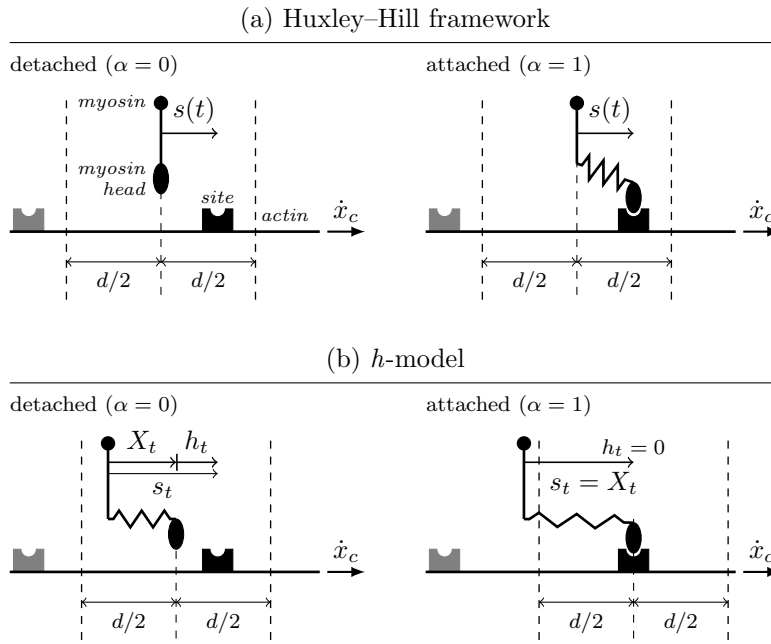 (a) Huxley–Hill framework
detached (α = 0)
attached (α = 1)
myosin
s(t)
s(t)
myosin
head
site
actin
ẋ_c
ẋ_c
d/2
d/2
d/2
d/2
(b) h-model
detached (α = 0)
attached (α = 1)
X_t
h_t
h_t = 0
s_t
s_t = X_t
ẋ_c
ẋ_c
d/2
d/2
d/2
d/2